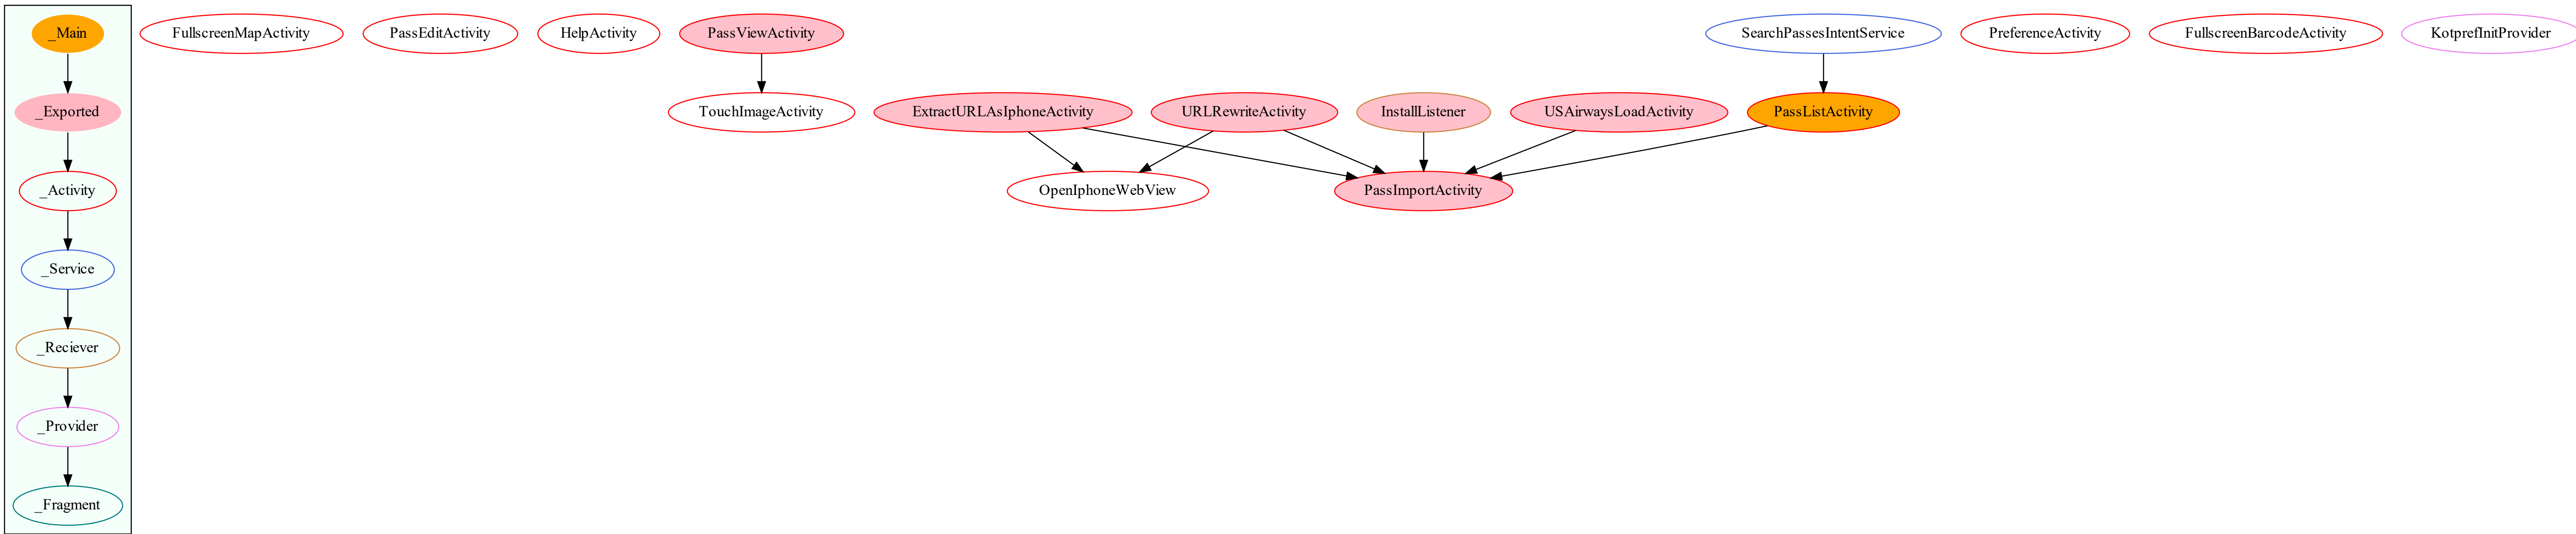 _Main
_Exported
_Activity
_Service
_Reciever
_Provider
_Fragment
FullscreenMapActivity
PassEditActivity
HelpActivity
PassViewActivity
SearchPassesIntentService
PreferenceActivity
FullscreenBarcodeActivity
KotprefInitProvider
TouchImageActivity
ExtractURLAsIphoneActivity
URLRewriteActivity
InstallListener
USAirwaysLoadActivity
PassListActivity
OpenIphoneWebView
PassImportActivity